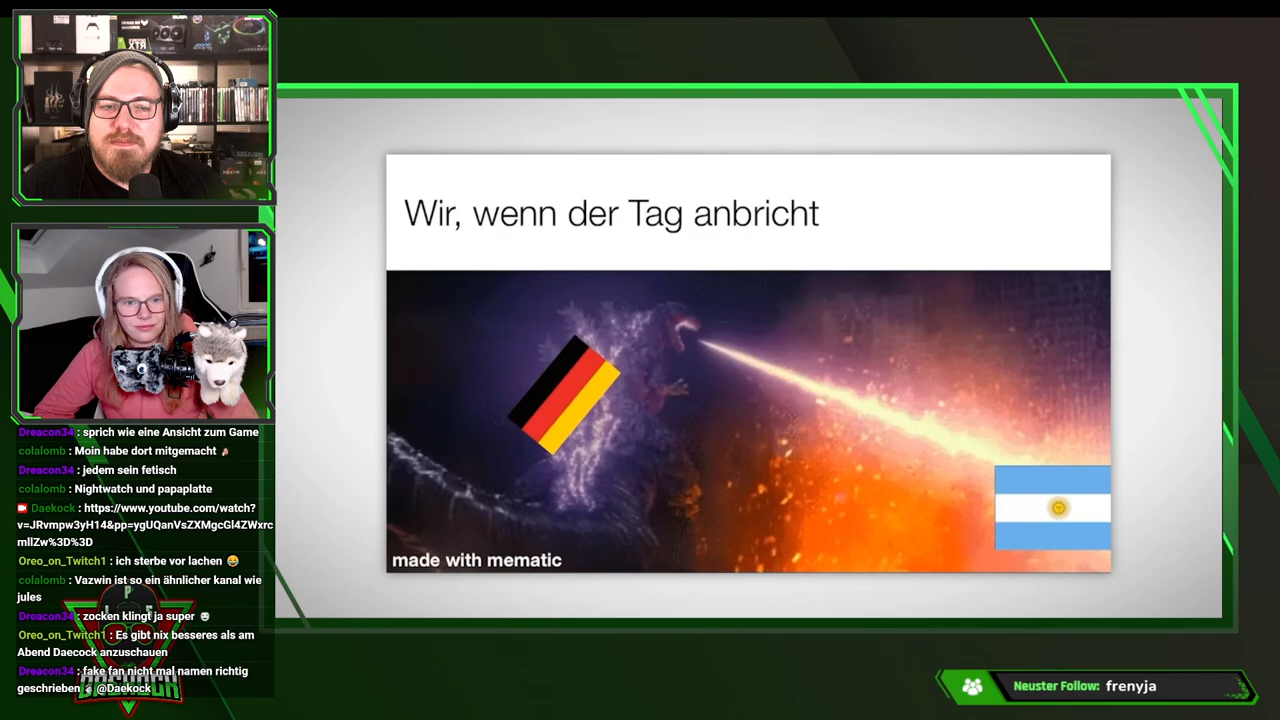 Wir, wenn der Tag anbricht
made with mematic
Dreacon34 : sprich wie eine Ansicht zum Game
colalomb : Moin habe dort mitgemacht
Dreacon34 : jedem sein fetisch
colalomb : Nightwatch und papaplatte
Daekock : https://www.youtube.com/watch?
v=JRvmpw3yH14&pp=ygUQanVsZXMgcGl4ZWxrc
mllZw%3D%3D
Oreo_on_Twitch1 : ich sterbe vor lachen 😂
colalomb : Vazwin ist so ein ähnlicher kanal wie
jules
Dreacon34 : zocken klingt ja super
Oreo_on_Twitch1 : Es gibt nix besseres als am
Abend Daecock anzuschauen
Dreacon34 : fake fan nicht mal namen richtig
geschrieben @Daekock
Neuster Follow: frenyja